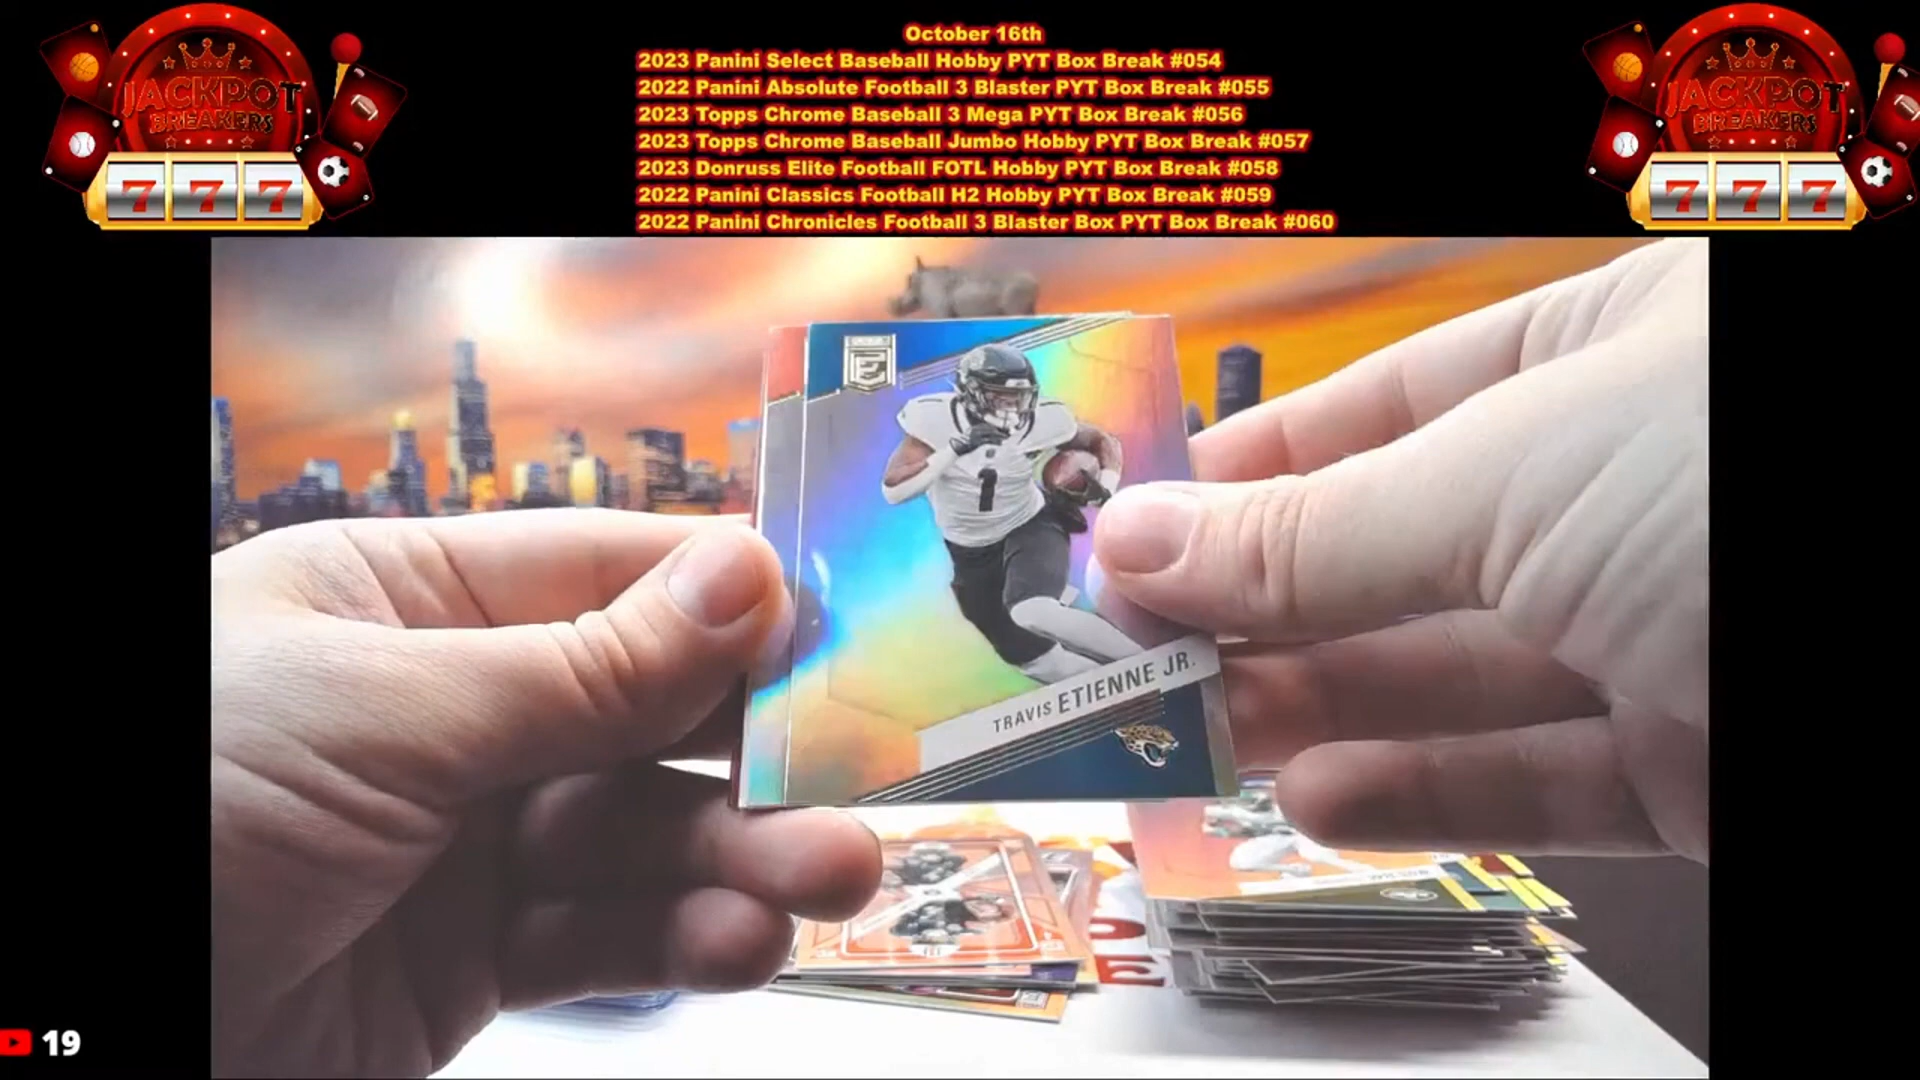 October 16th
2023 Panini Select Baseball Hobby PYT Box Break #054
2022 Panini Absolute Football 3 Blaster PYT Box Break #055
2023 Topps Chrome Baseball 3 Mega PYT Box Break #056
2023 Topps Chrome Baseball Jumbo Hobby PYT Box Break #057
2023 Donruss Elite Football FOTL Hobby PYT Box Break #058
2022 Panini Classics Football H2 Hobby PYT Box Break #059
2022 Panini Chronicles Football 3 Blaster Box PYT Box Break #060
JACKPOT
BREAKERS
777
JACKPOT
BREAKERS
777
1
TRAVIS ETIENNE JR.
WILSON
19